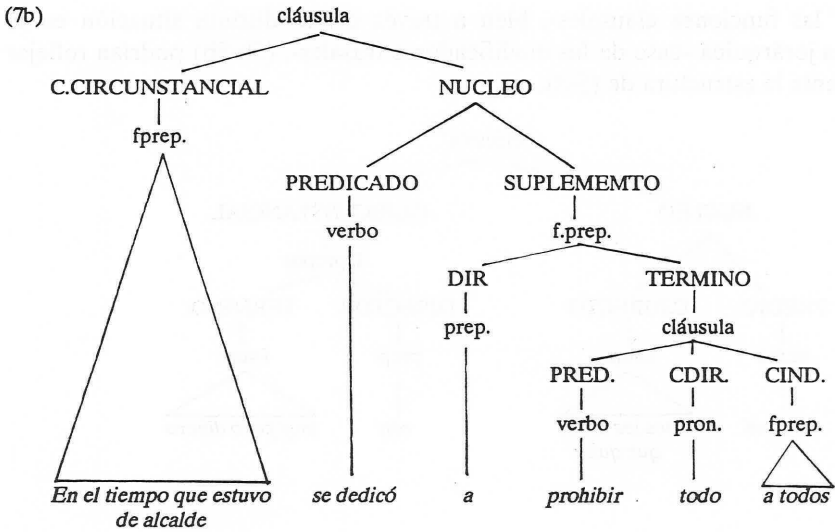 (7b)
cláusula
C.CIRCUNSTANCIAL NUCLEO
fprep.
PREDICADO SUPLEMEMTO
verbo f.prep.
DIR TERMINO
prep. cláusula
PRED. CDIR. CIND.
verbo pron. fprep.
En el tiempo que estuvo se dedicó a prohibir todo a todos
de alcalde